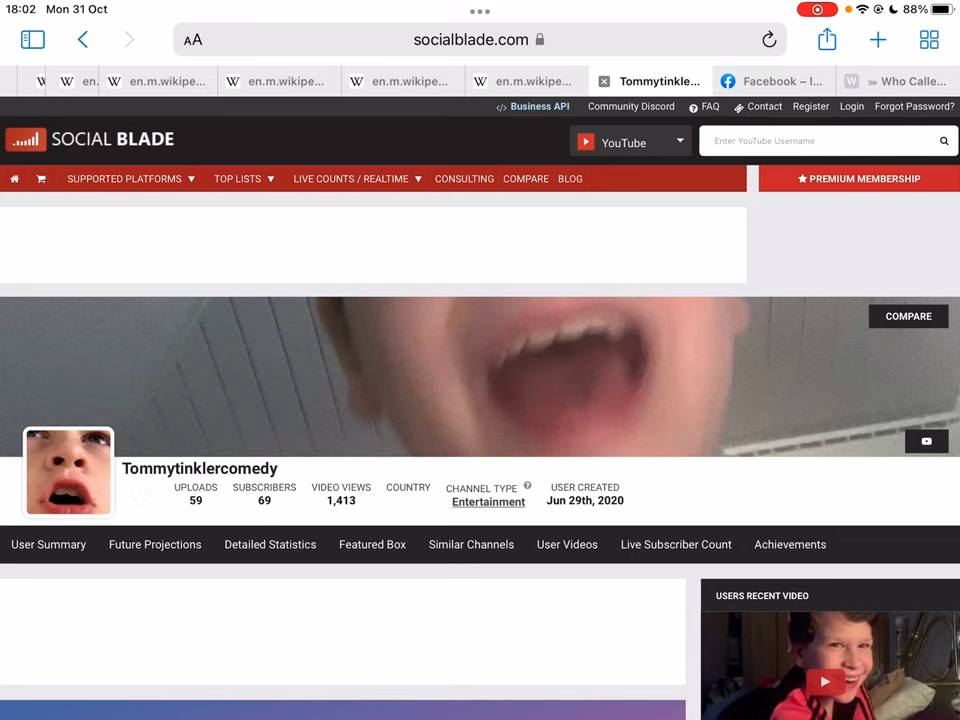 18:02 Mon 31 Oct
88%
AA socialblade.com
en.
en.m.wikipe...
en.m.wikipe...
en.m.wikipe...
en.m.wikipe...
Tommytinkle...
Facebook – l...
Who Calle...
Business API Community Discord FAQ Contact Register Login Forgot Password?
SOCIAL BLADE
YouTube
Enter YouTube Username
SUPPORTED PLATFORMS TOP LISTS LIVE COUNTS / REALTIME CONSULTING COMPARE BLOG
PREMIUM MEMBERSHIP
COMPARE
Tommytinklercomedy
UPLOADS SUBSCRIBERS VIDEO VIEWS COUNTRY CHANNEL TYPE USER CREATED
59 69 1,413 Entertainment Jun 29th, 2020
User Summary Future Projections Detailed Statistics Featured Box Similar Channels User Videos Live Subscriber Count Achievements
USERS RECENT VIDEO